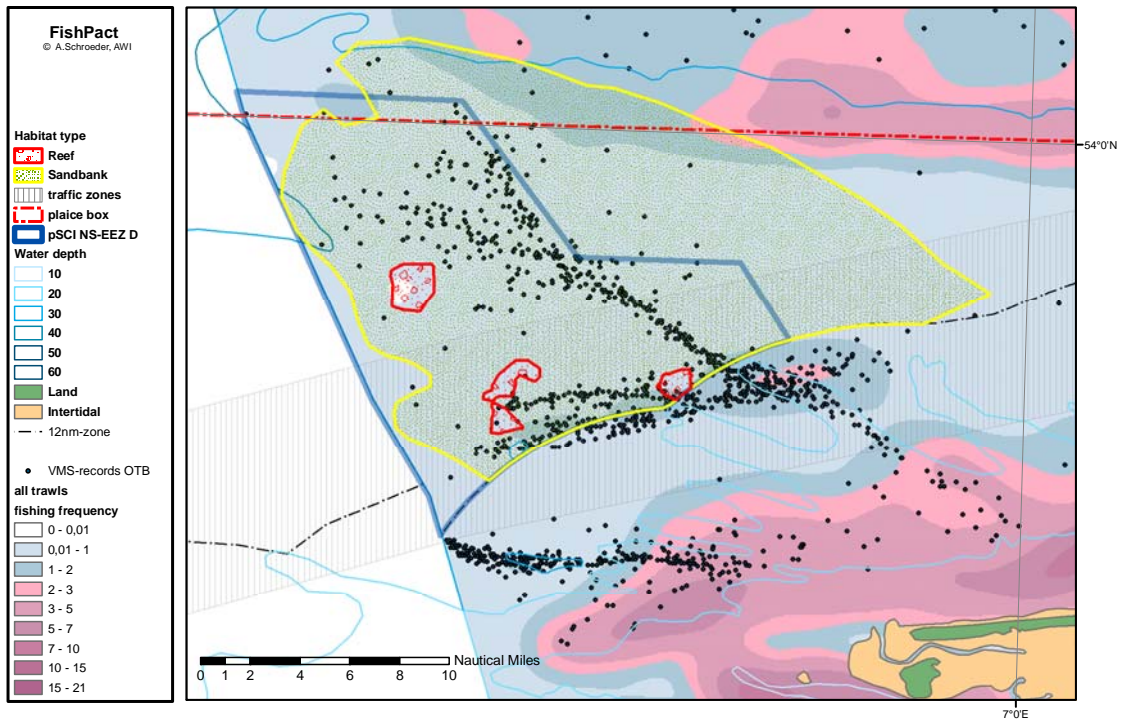 FishPact
© A.Schroeder, AWI
Habitat type
Reef
Sandbank
traffic zones
plaice box
pSCI NS-EEZ D
Water depth
10
20
30
40
50
60
Land
Intertidal
12nm-zone
VMS-records OTB
all trawls
fishing frequency
0 - 0,01
0,01 - 1
1 - 2
2 - 3
3 - 5
5 - 7
7 - 10
10 - 15
15 - 21
54°0'N
Nautical Miles
0 1 2 4 6 8 10
7°0'E